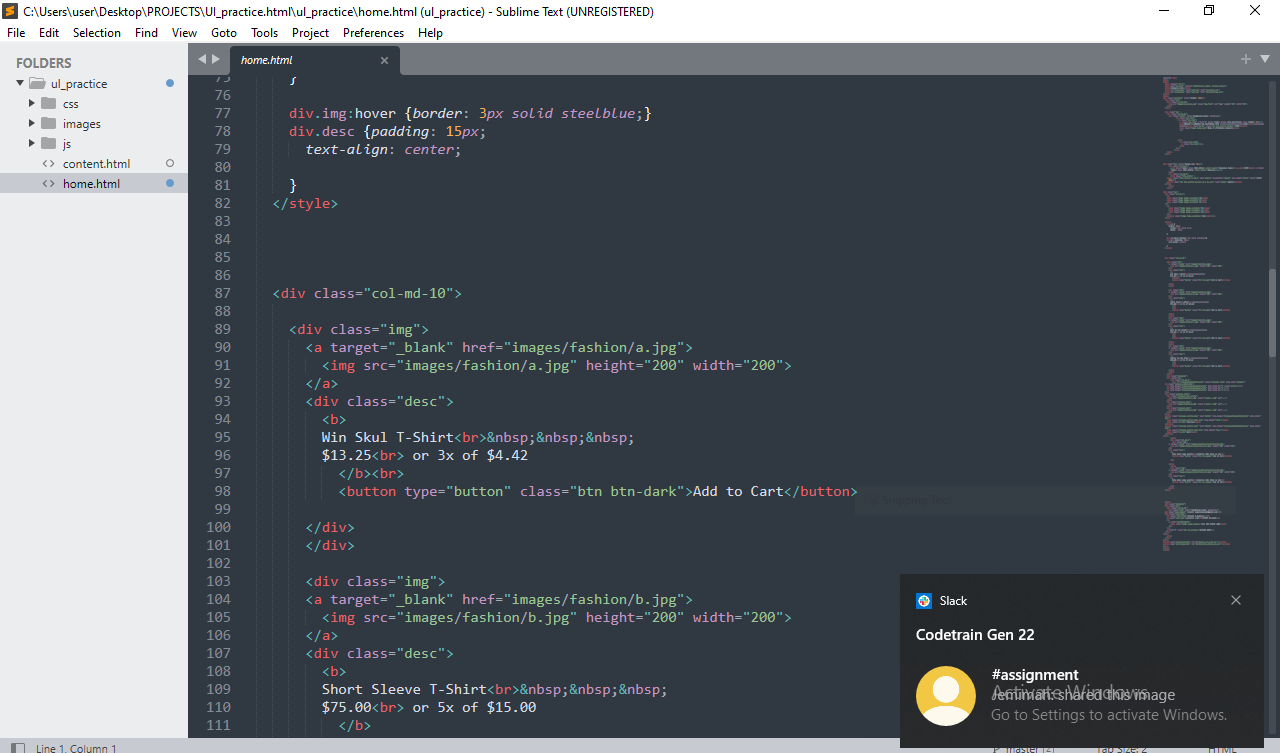 C:\Users\user\Desktop\PROJECTS\Ul_practice.html\ul_practice\home.html (ul_practice) - Sublime Text (UNREGISTERED)
File Edit Selection Find View Goto Tools Project Preferences Help
FOLDERS
ul_practice
css
images
js
content.html
home.html
home.html
75 }
76
77 div.img:hover {border: 3px solid steelblue;}
78 div.desc {padding: 15px;
79 text-align: center;
80
81 }
82 </style>
83
84
85
86
87 <div class="col-md-10">
88
89 <div class="img">
90 <a target="_blank" href="images/fashion/a.jpg">
91 <img src="images/fashion/a.jpg" height="200" width="200">
92 </a>
93 <div class="desc">
94 <b>
95 Win Skul T-Shirt<br>&nbsp;&nbsp;&nbsp;
96 $13.25<br> or 3x of $4.42
97 </b><br>
98 <button type="button" class="btn btn-dark">Add to Cart</button>
99
100 </div>
101 </div>
102
103 <div class="img">
104 <a target="_blank" href="images/fashion/b.jpg">
105 <img src="images/fashion/b.jpg" height="200" width="200">
106 </a>
107 <div class="desc">
108 <b>
109 Short Sleeve T-Shirt<br>&nbsp;&nbsp;&nbsp;
110 $75.00<br> or 5x of $15.00
111 </b>
Slack
Codetrain Gen 22
#assignment
Activate Windows
Jemimah: shared this image
Go to Settings to activate Windows.
Line 1, Column 1
master
Tab Size: 2
HTML